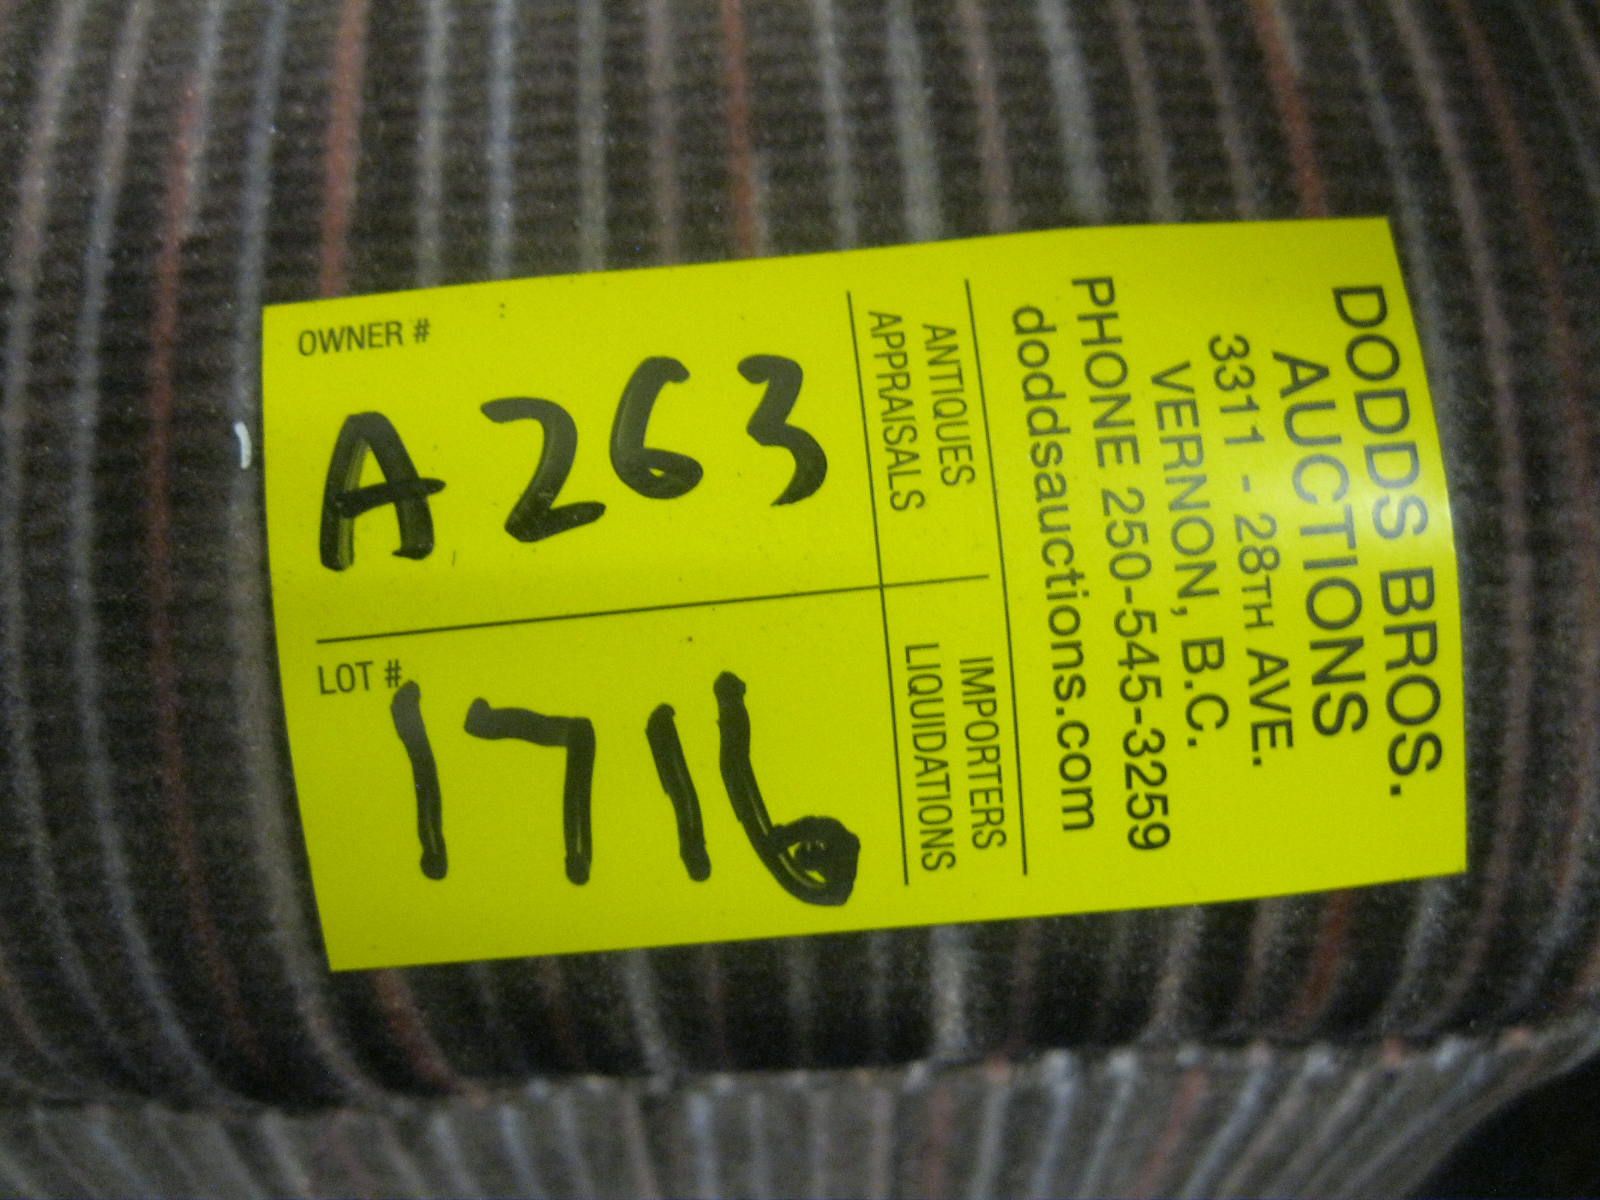 DODDS BROS.
AUCTIONS
3311 - 28TH AVE.
VERNON, B.C.
PHONE 250-545-3259
doddsauctions.com
ANTIQUES
APPRAISALS
IMPORTERS
LIQUIDATIONS
OWNER #
A263
LOT #
1716